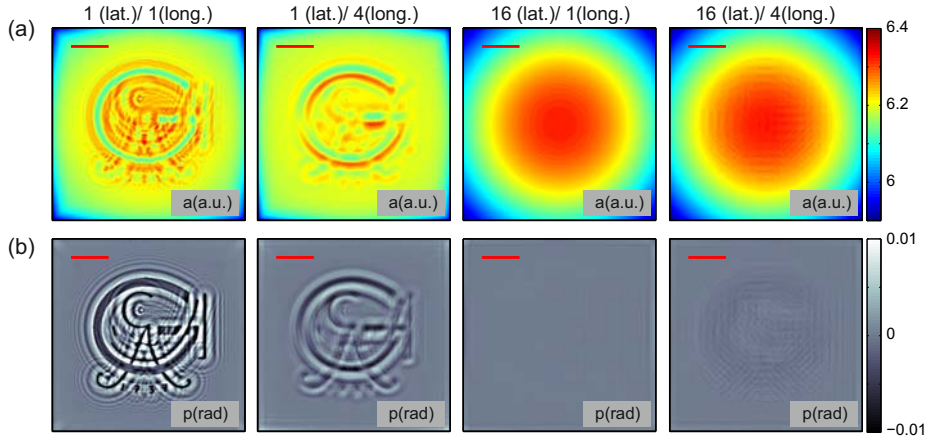 1 (lat.)/ 1(long.) 1 (lat.)/ 4(long.) 16 (lat.)/ 1(long.) 16 (lat.)/ 4(long.)
(a)
6.4
6.2
6
a(a.u.) a(a.u.) a(a.u.) a(a.u.)
(b)
0.01
0
p(rad) p(rad) p(rad) p(rad)
−0.01